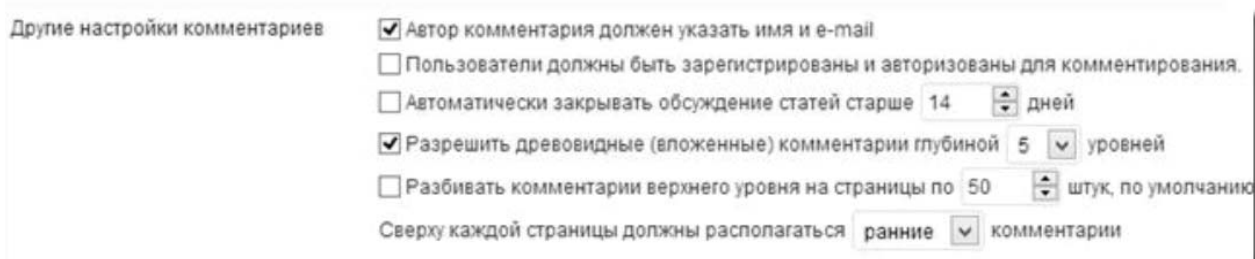 Другие настройки комментариев
Автор комментария должен указать имя и e-mail
Пользователи должны быть зарегистрированы и авторизованы для комментирования.
Автоматически закрывать обсуждение статей старше 14 дней
Разрешить древовидные (вложенные) комментарии глубиной 5 уровней
Разбивать комментарии верхнего уровня на страницы по 50 штук, по умолчанию
Сверху каждой страницы должны располагаться ранние комментарии